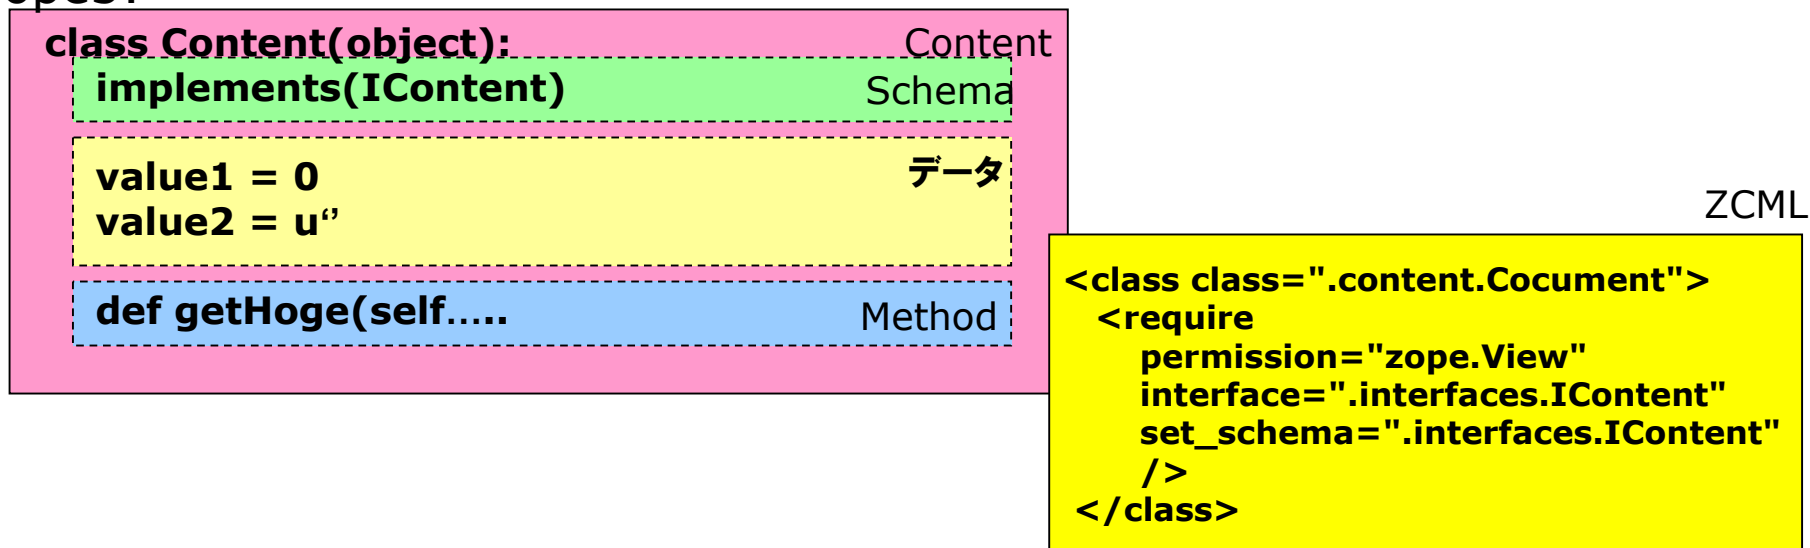 class Content(object):
Content
implements(IContent)
Schema
value1 = 0
データ
value2 = u‘’
def getHoge(self…..
Method
ZCML
<class class=".content.Cocument">
<require
permission="zope.View"
interface=".interfaces.IContent"
set_schema=".interfaces.IContent"
/>
</class>